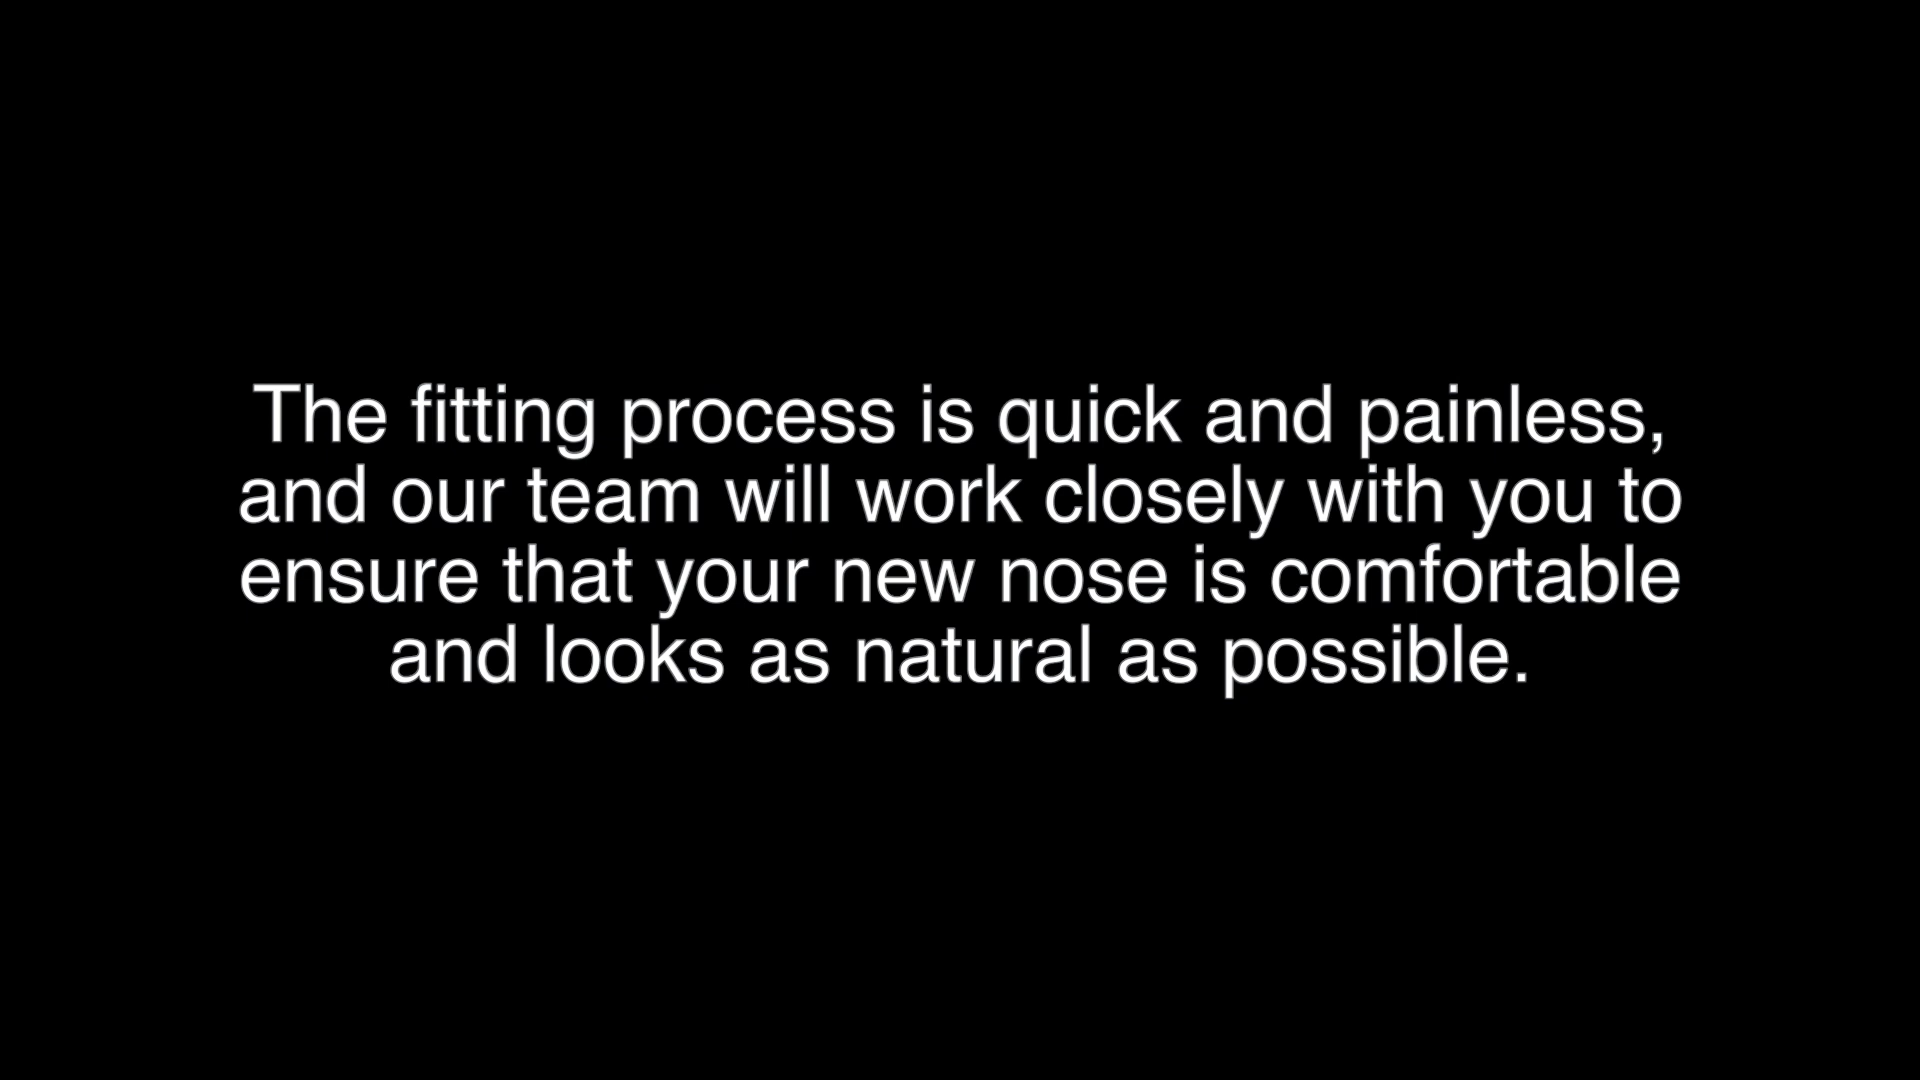 The fitting process is quick and painless,
and our team will work closely with you to
ensure that your new nose is comfortable
and looks as natural as possible.